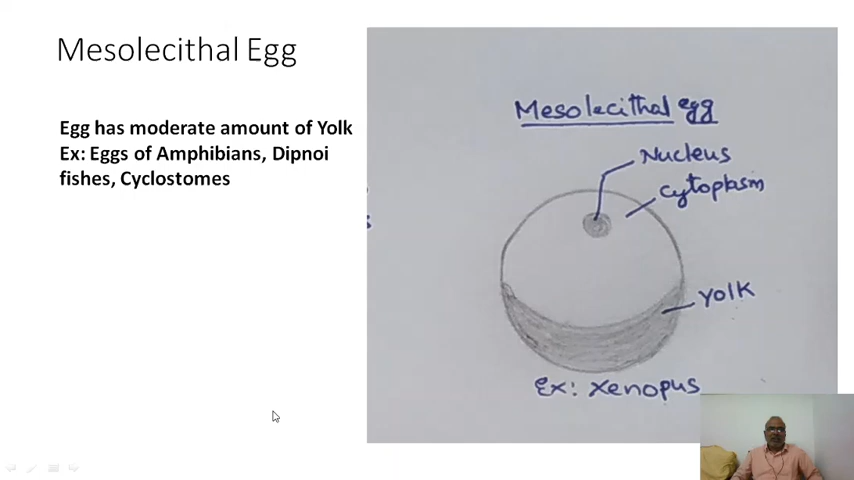 Mesolecithal Egg
Egg has moderate amount of Yolk
Ex: Eggs of Amphibians, Dipnoi
fishes, Cyclostomes
Mesolecithal egg
Nucleus
Cytoplasm
Yolk
Ex: Xenopus